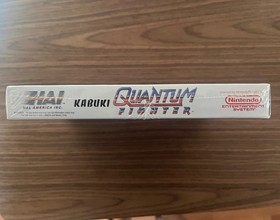 HAL
HAL AMERICA INC.
KABUKI QUANTUM
FIGHTER
Nintendo
ENTERTAINMENT
SYSTEM